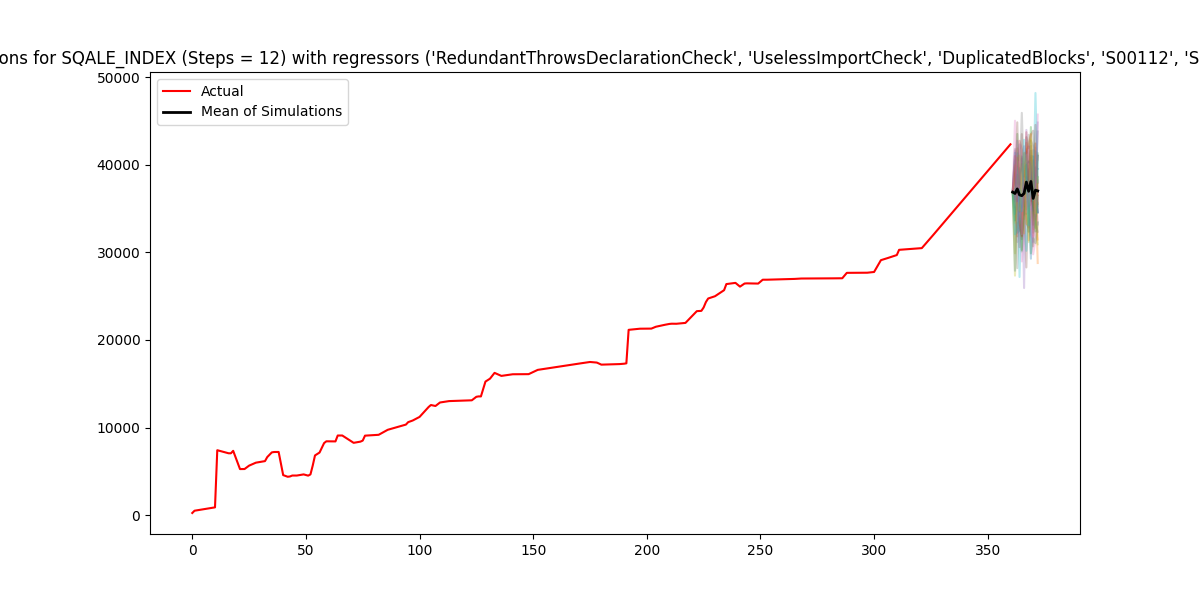 ons for SQALE_INDEX (Steps = 12) with regressors ('RedundantThrowsDeclarationCheck', 'UselessImportCheck', 'DuplicatedBlocks', 'S00112', 'S
Actual
Mean of Simulations
50000
40000
30000
20000
10000
0
0 50 100 150 200 250 300 350